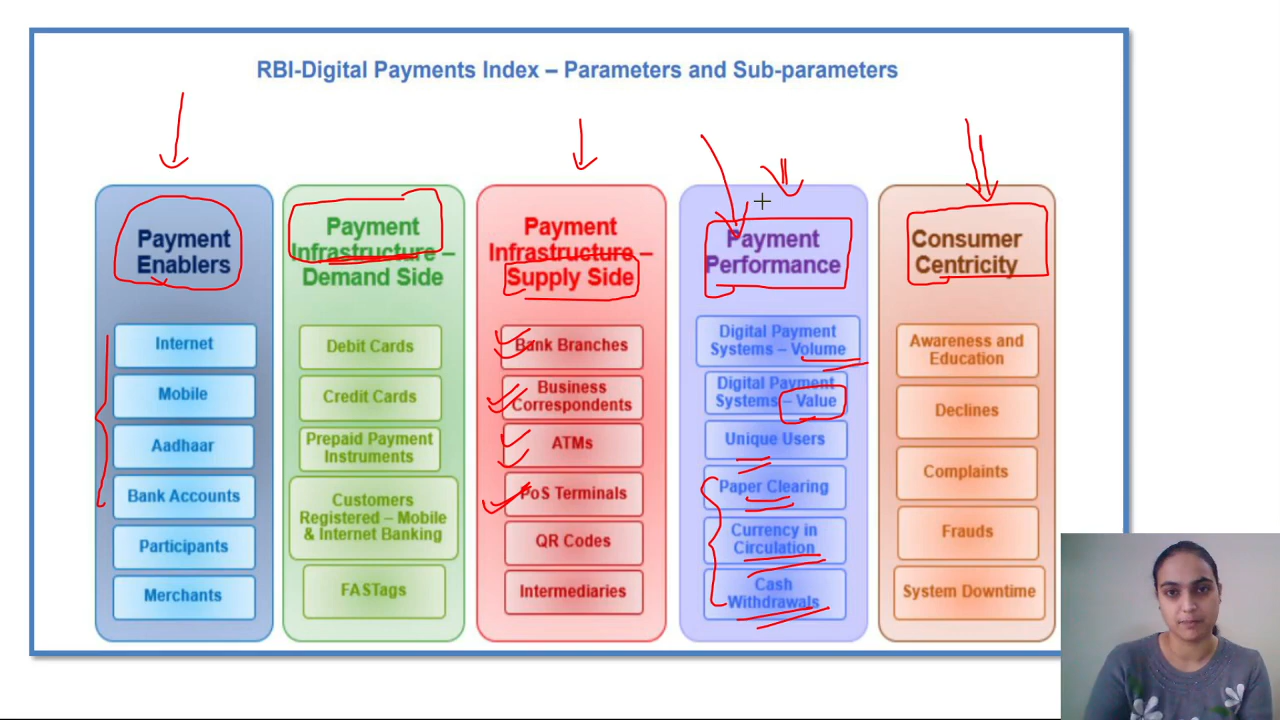 RBI-Digital Payments Index – Parameters and Sub-parameters
Payment
Enablers
Internet
Mobile
Aadhaar
Bank Accounts
Participants
Merchants
Payment
Infrastructure –
Demand Side
Debit Cards
Credit Cards
Prepaid Payment
Instruments
Customers
Registered – Mobile
& Internet Banking
FASTags
Payment
Infrastructure –
Supply Side
Bank Branches
Business
Correspondents
ATMs
PoS Terminals
QR Codes
Intermediaries
Payment
Performance
Digital Payment
Systems – Volume
Digital Payment
Systems – Value
Unique Users
Paper Clearing
Currency in
Circulation
Cash
Withdrawals
Consumer
Centricity
Awareness and
Education
Declines
Complaints
Frauds
System Downtime